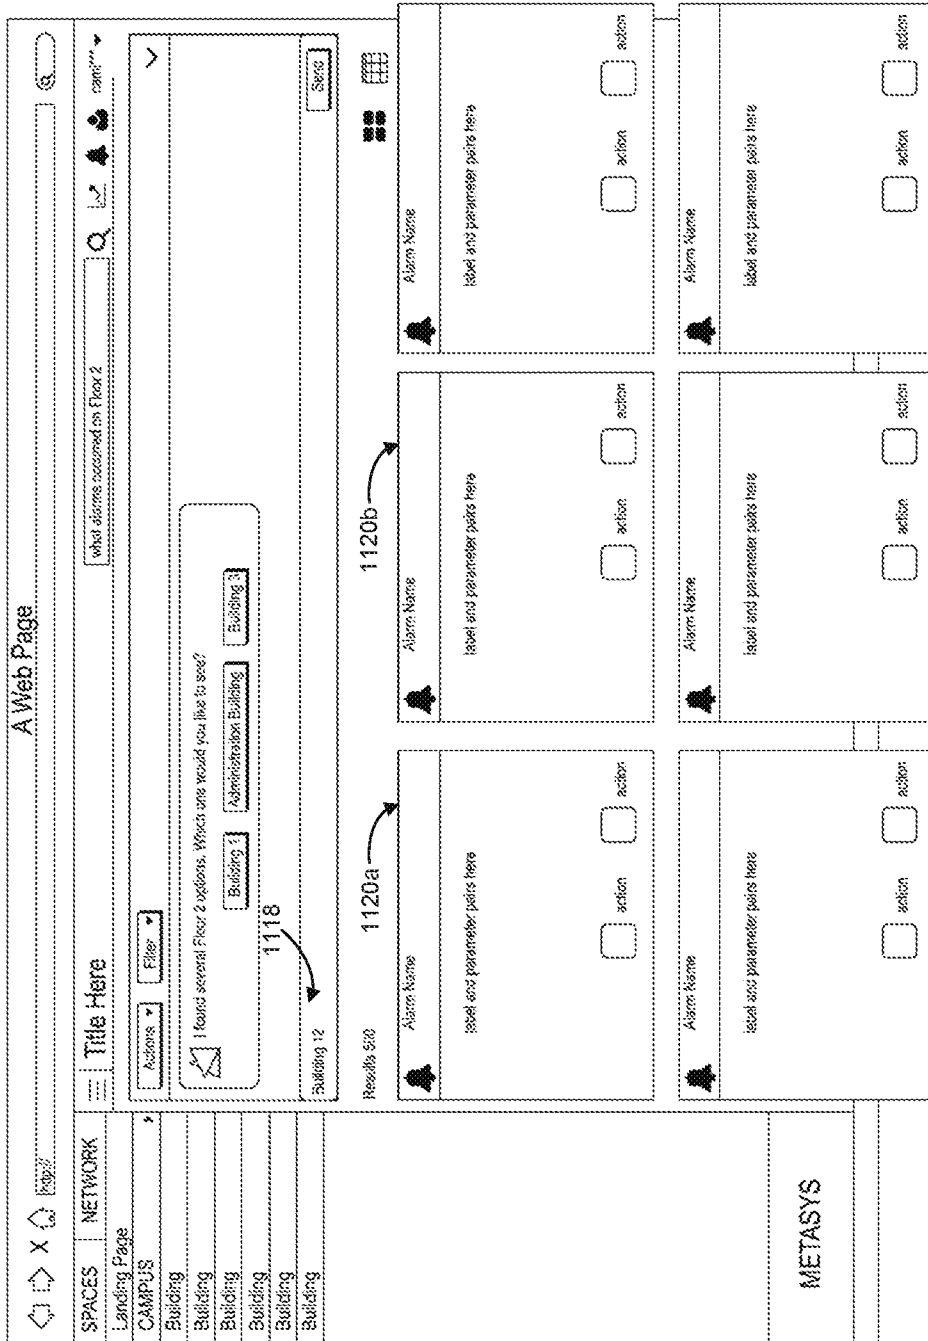 A Web Page
http://
SPACES NETWORK
Title Here
what alarms occurred on Floor 2
Landing Page
CAMPUS
Building
Building
Building
Building
Building
Building
METASYS
Actions Filter
I found several Floor 2 options. Which one would you like to see?
Building 1 Administration Building Building 3
1118
Building 12
Send
Results
1120a 1120b
Alarm Name Alarm Name Alarm Name
label and parameter pairs here label and parameter pairs here label and parameter pairs here
action action action action action action
Alarm Name Alarm Name Alarm Name
label and parameter pairs here label and parameter pairs here label and parameter pairs here
action action action action action action